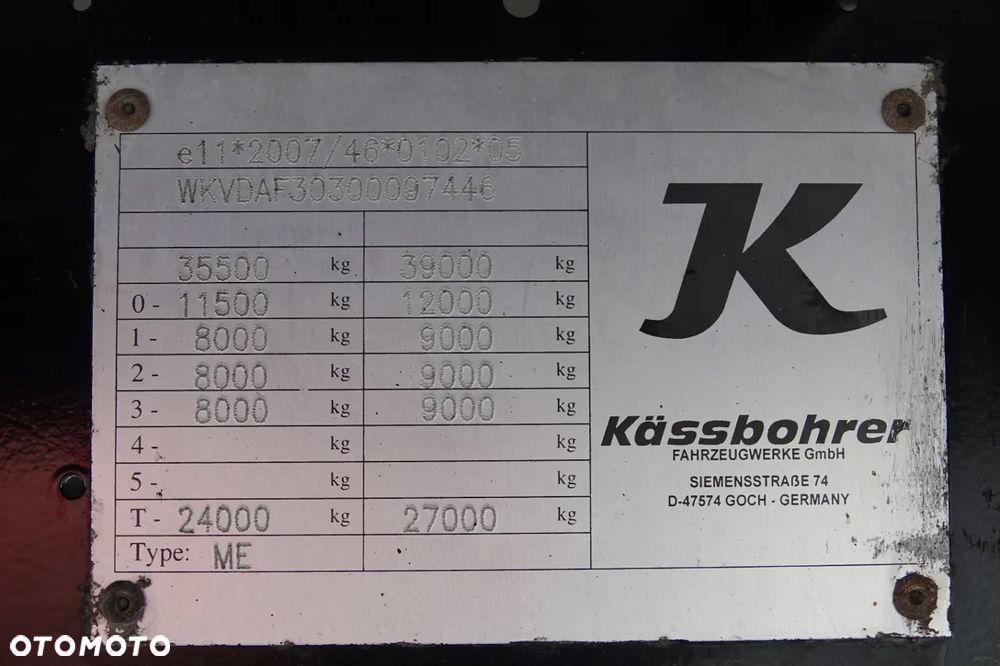 e11*2007/46*0102*05
WKVDAF30300097446
35500 kg 39000 kg
0- 11500 kg 12000 kg
1- 8000 kg 9000 kg
2- 8000 kg 9000 kg
3- 8000 kg 9000 kg
4- kg kg
5- kg kg
T- 24000 kg 27000 kg
Type: ME
K
Kässbohrer
FAHRZEUGWERKE GmbH
SIEMENSSTRAßE 74
D-47574 GOCH - GERMANY
OTOMOTO